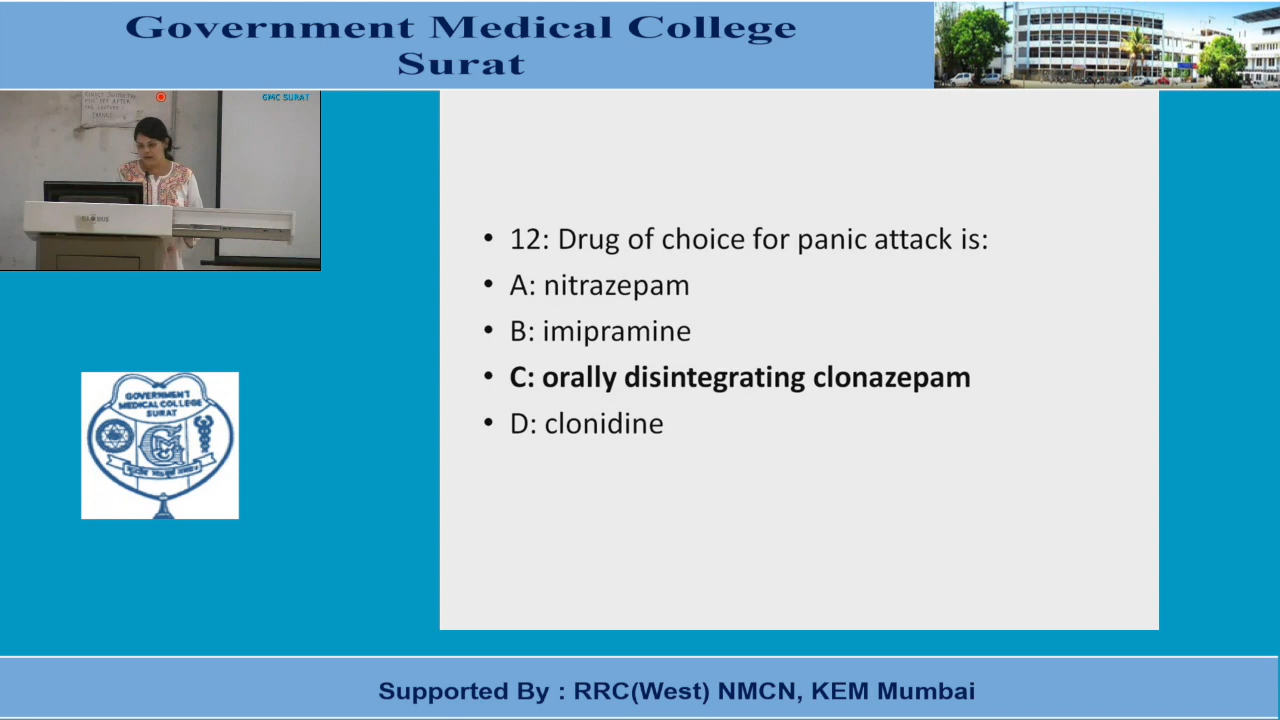 Government Medical College
Surat
GMC SURAT
• 12: Drug of choice for panic attack is:
• A: nitrazepam
• B: imipramine
• C: orally disintegrating clonazepam
• D: clonidine
GOVERNMENT
MEDICAL COLLEGE
SURAT
Supported By : RRC(West) NMCN, KEM Mumbai